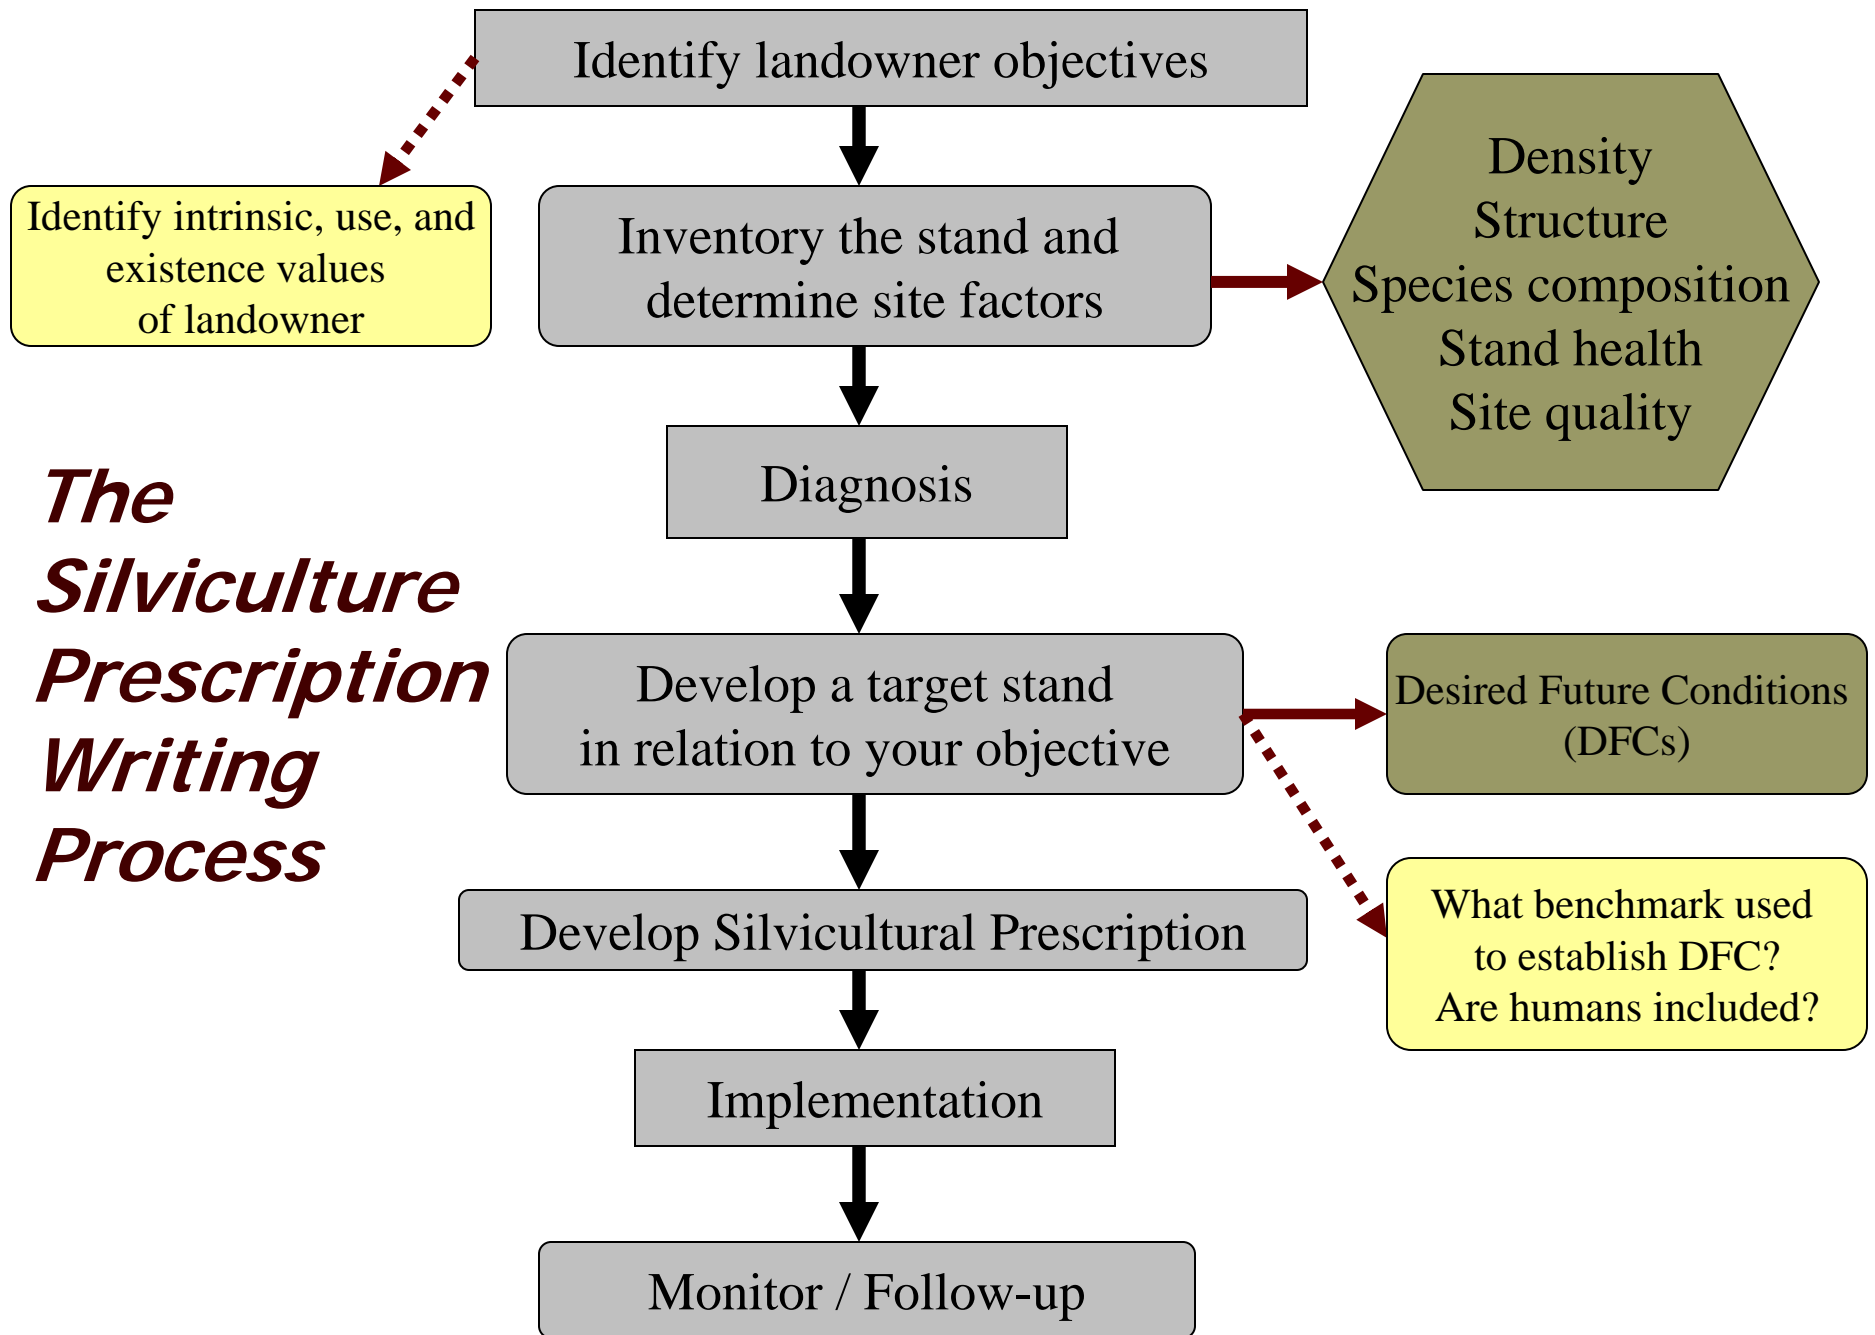 Identify landowner objectives
Identify intrinsic, use, and
existence values
of landowner
Inventory the stand and
determine site factors
Density
Structure
Species composition
Stand health
Site quality
Diagnosis
The
Silviculture
Prescription
Writing
Process
Develop a target stand
in relation to your objective
Desired Future Conditions
(DFCs)
What benchmark used
to establish DFC?
Are humans included?
Develop Silvicultural Prescription
Implementation
Monitor / Follow-up